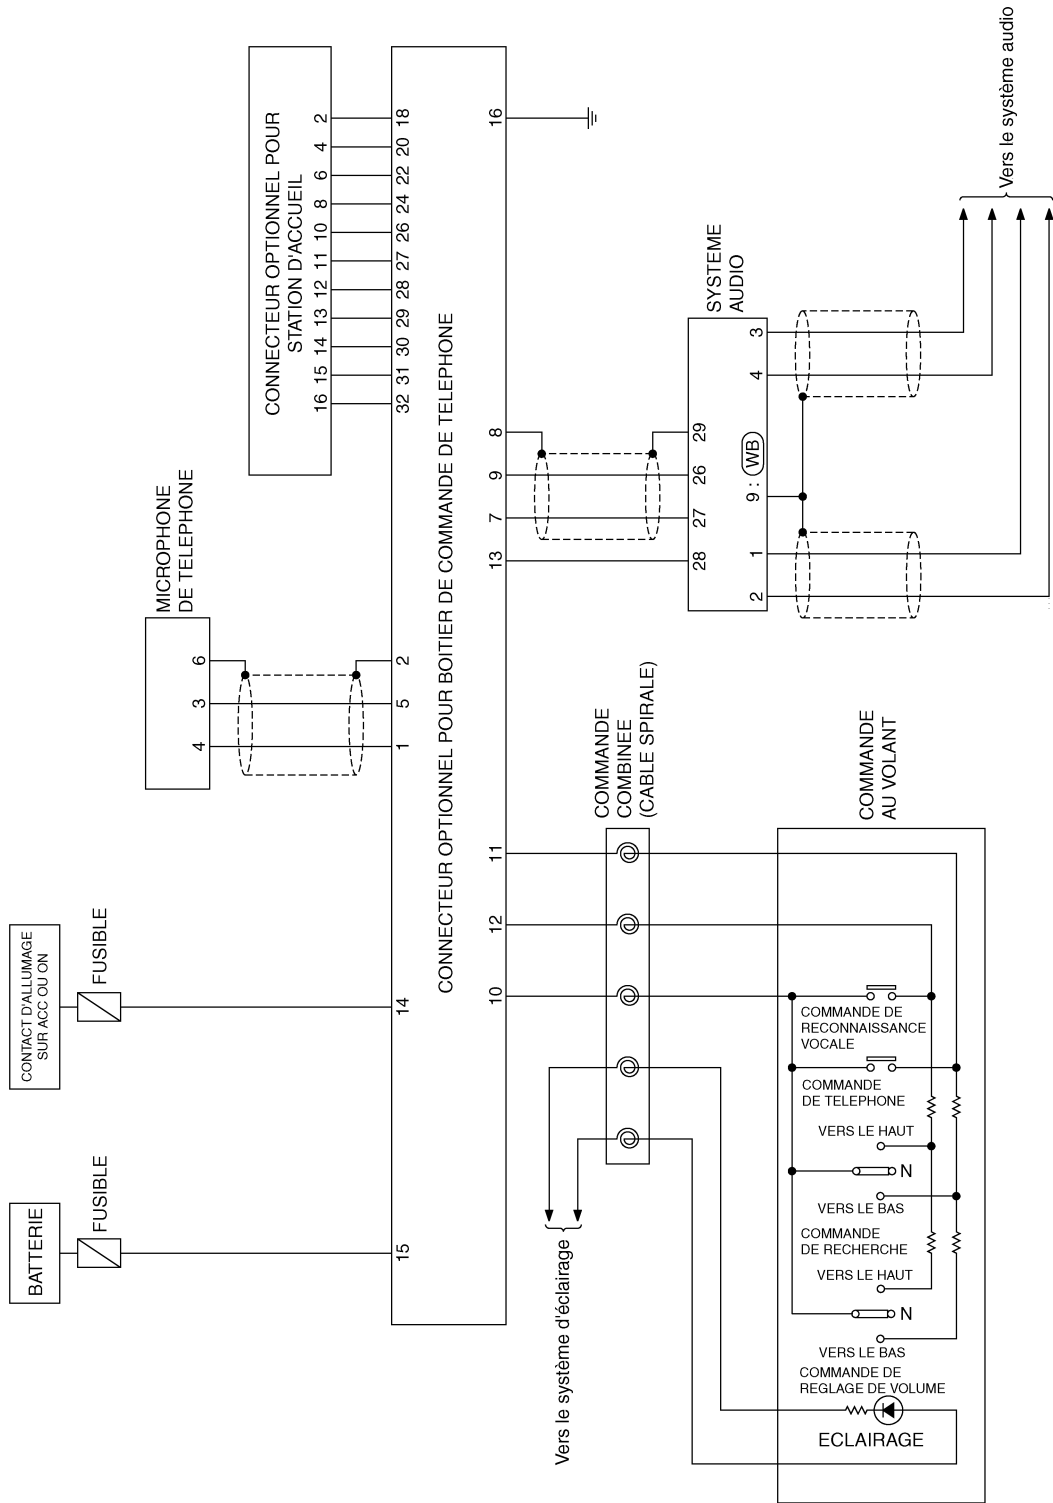 BATTERIE
FUSIBLE
CONTACT D'ALLUMAGE
SUR ACC OU ON
FUSIBLE
MICROPHONE
DE TELEPHONE
4 3 6
CONNECTEUR OPTIONNEL POUR
STATION D'ACCUEIL
16 15 14 13 12 11 10 8 6 4 2
15 14 1 5 2 32 31 30 29 28 27 26 24 22 20 18
CONNECTEUR OPTIONNEL POUR BOITIER DE COMMANDE DE TELEPHONE
10 12 11 13 7 9 8 16
Vers le système d'éclairage
COMMANDE
COMBINEE
(CABLE SPIRALE)
SYSTEME
AUDIO
28 27 26 29
2 1 9 : WB 4 3
Vers le système audio
COMMANDE
AU VOLANT
COMMANDE DE
RECONNAISSANCE
VOCALE
COMMANDE
DE TELEPHONE
VERS LE HAUT
N
VERS LE BAS
COMMANDE
DE RECHERCHE
VERS LE HAUT
N
VERS LE BAS
COMMANDE DE
REGLAGE DE VOLUME
ECLAIRAGE